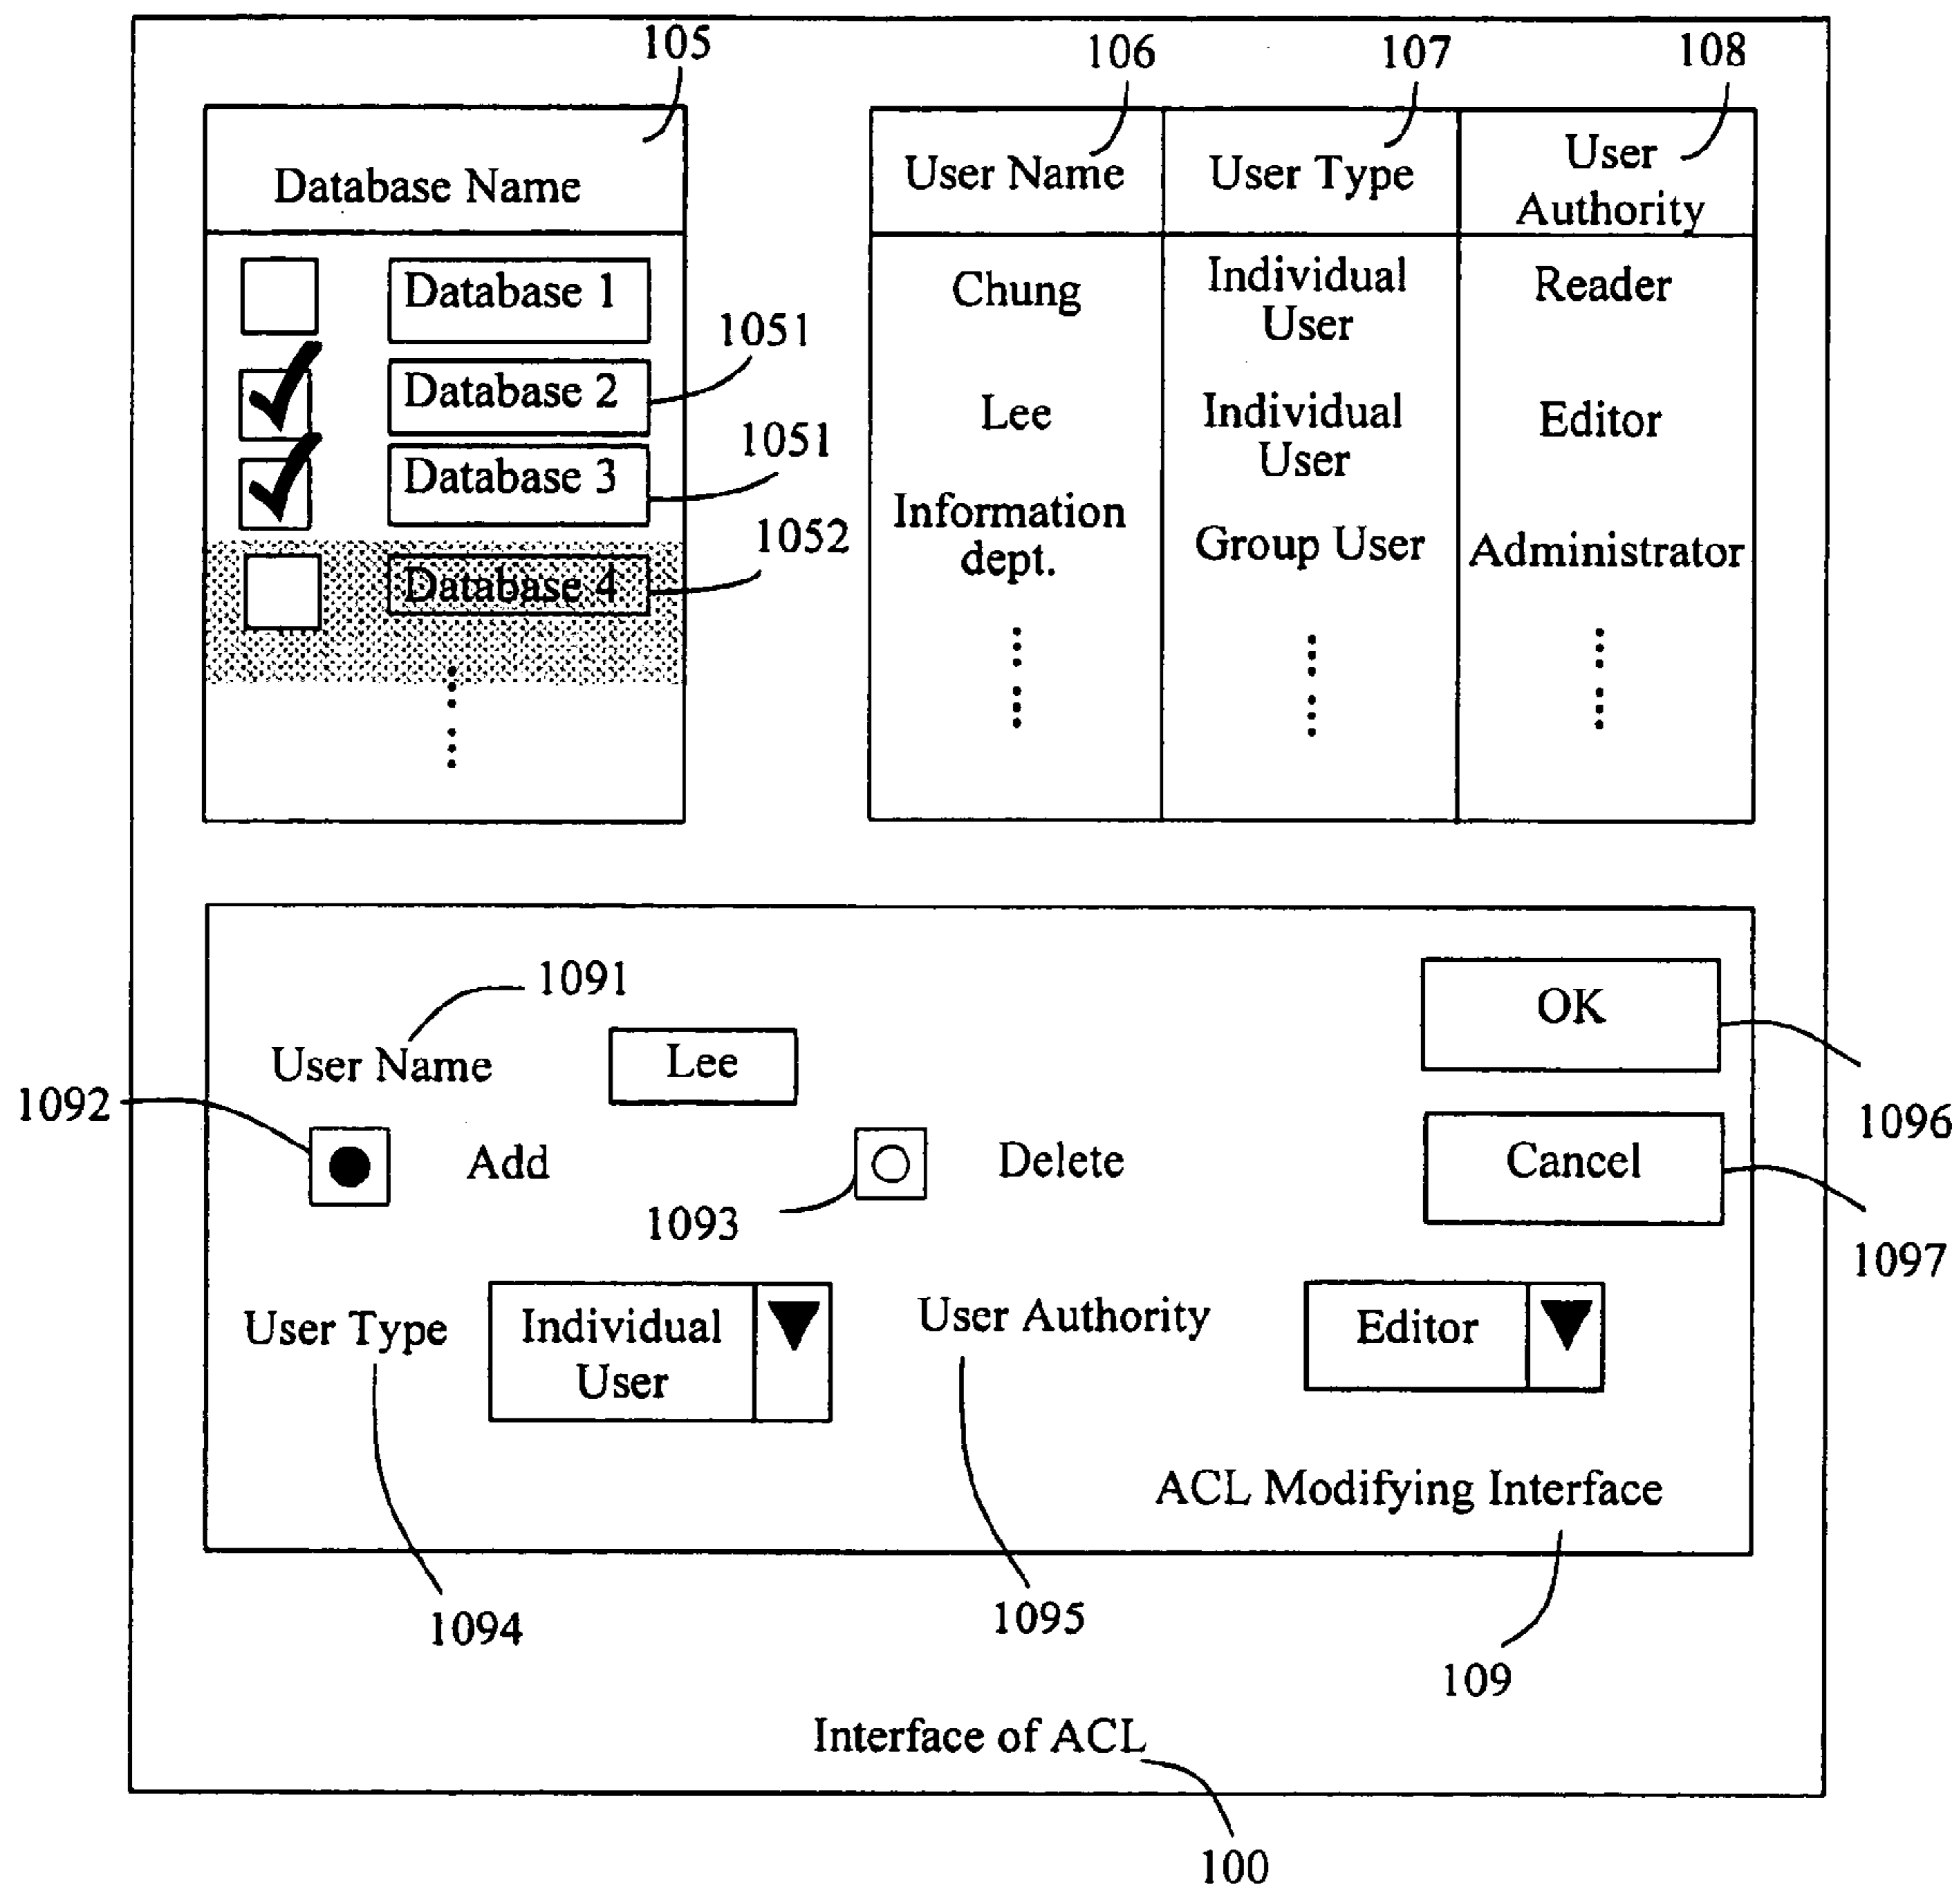 105
106
107
108
Database Name
User Name
User Type
User
Authority
Database 1
1051
Database 2
1051
Database 3
1052
Database 4
Chung
Individual
User
Reader
Lee
Individual
User
Editor
Information
dept.
Group User
Administrator
1091
User Name
Lee
OK
1096
1092
Add
1093
Delete
Cancel
1097
User Type
Individual
User
User Authority
Editor
ACL Modifying Interface
1094
1095
109
Interface of ACL
100